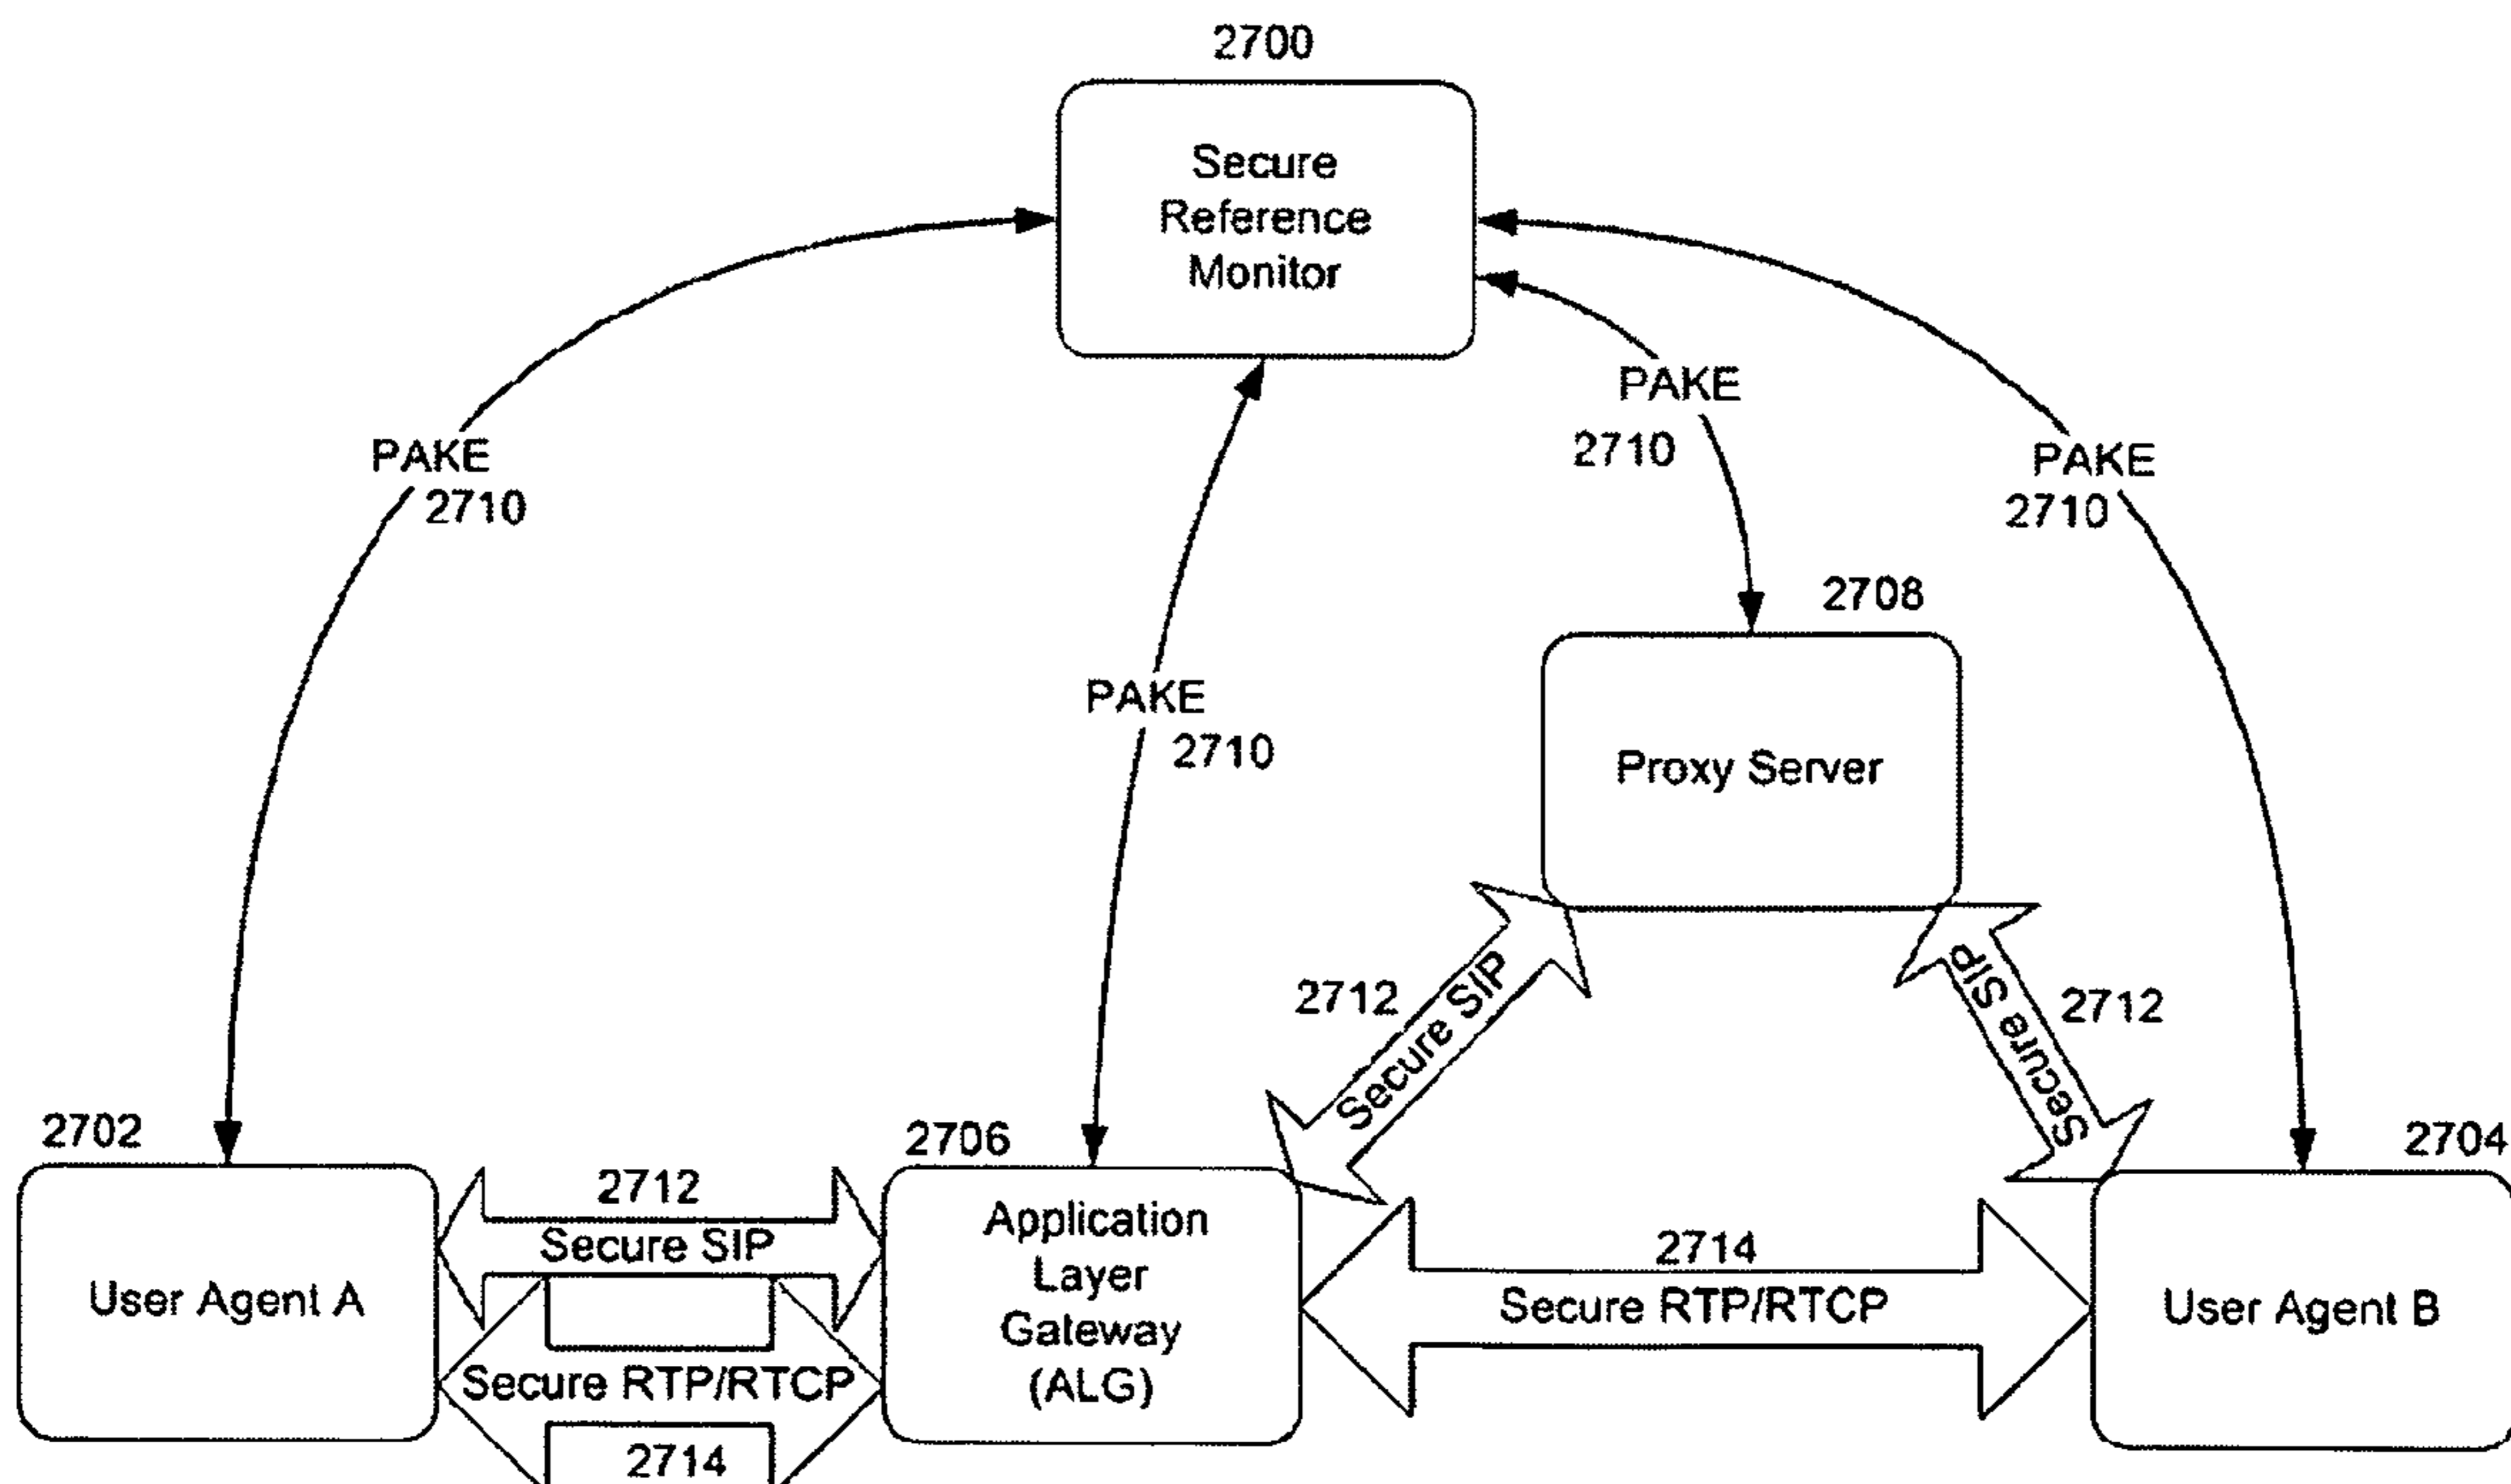 2700
Secure
Reference
Monitor
PAKE
2710
PAKE
2710
PAKE
2710
PAKE
2710
2708
Proxy Server
2712
Secure SIP
2712
Secure SIP
2702
User Agent A
2712
Secure SIP
Secure RTP/RTCP
2714
2706
Application
Layer
Gateway
(ALG)
2714
Secure RTP/RTCP
2704
User Agent B